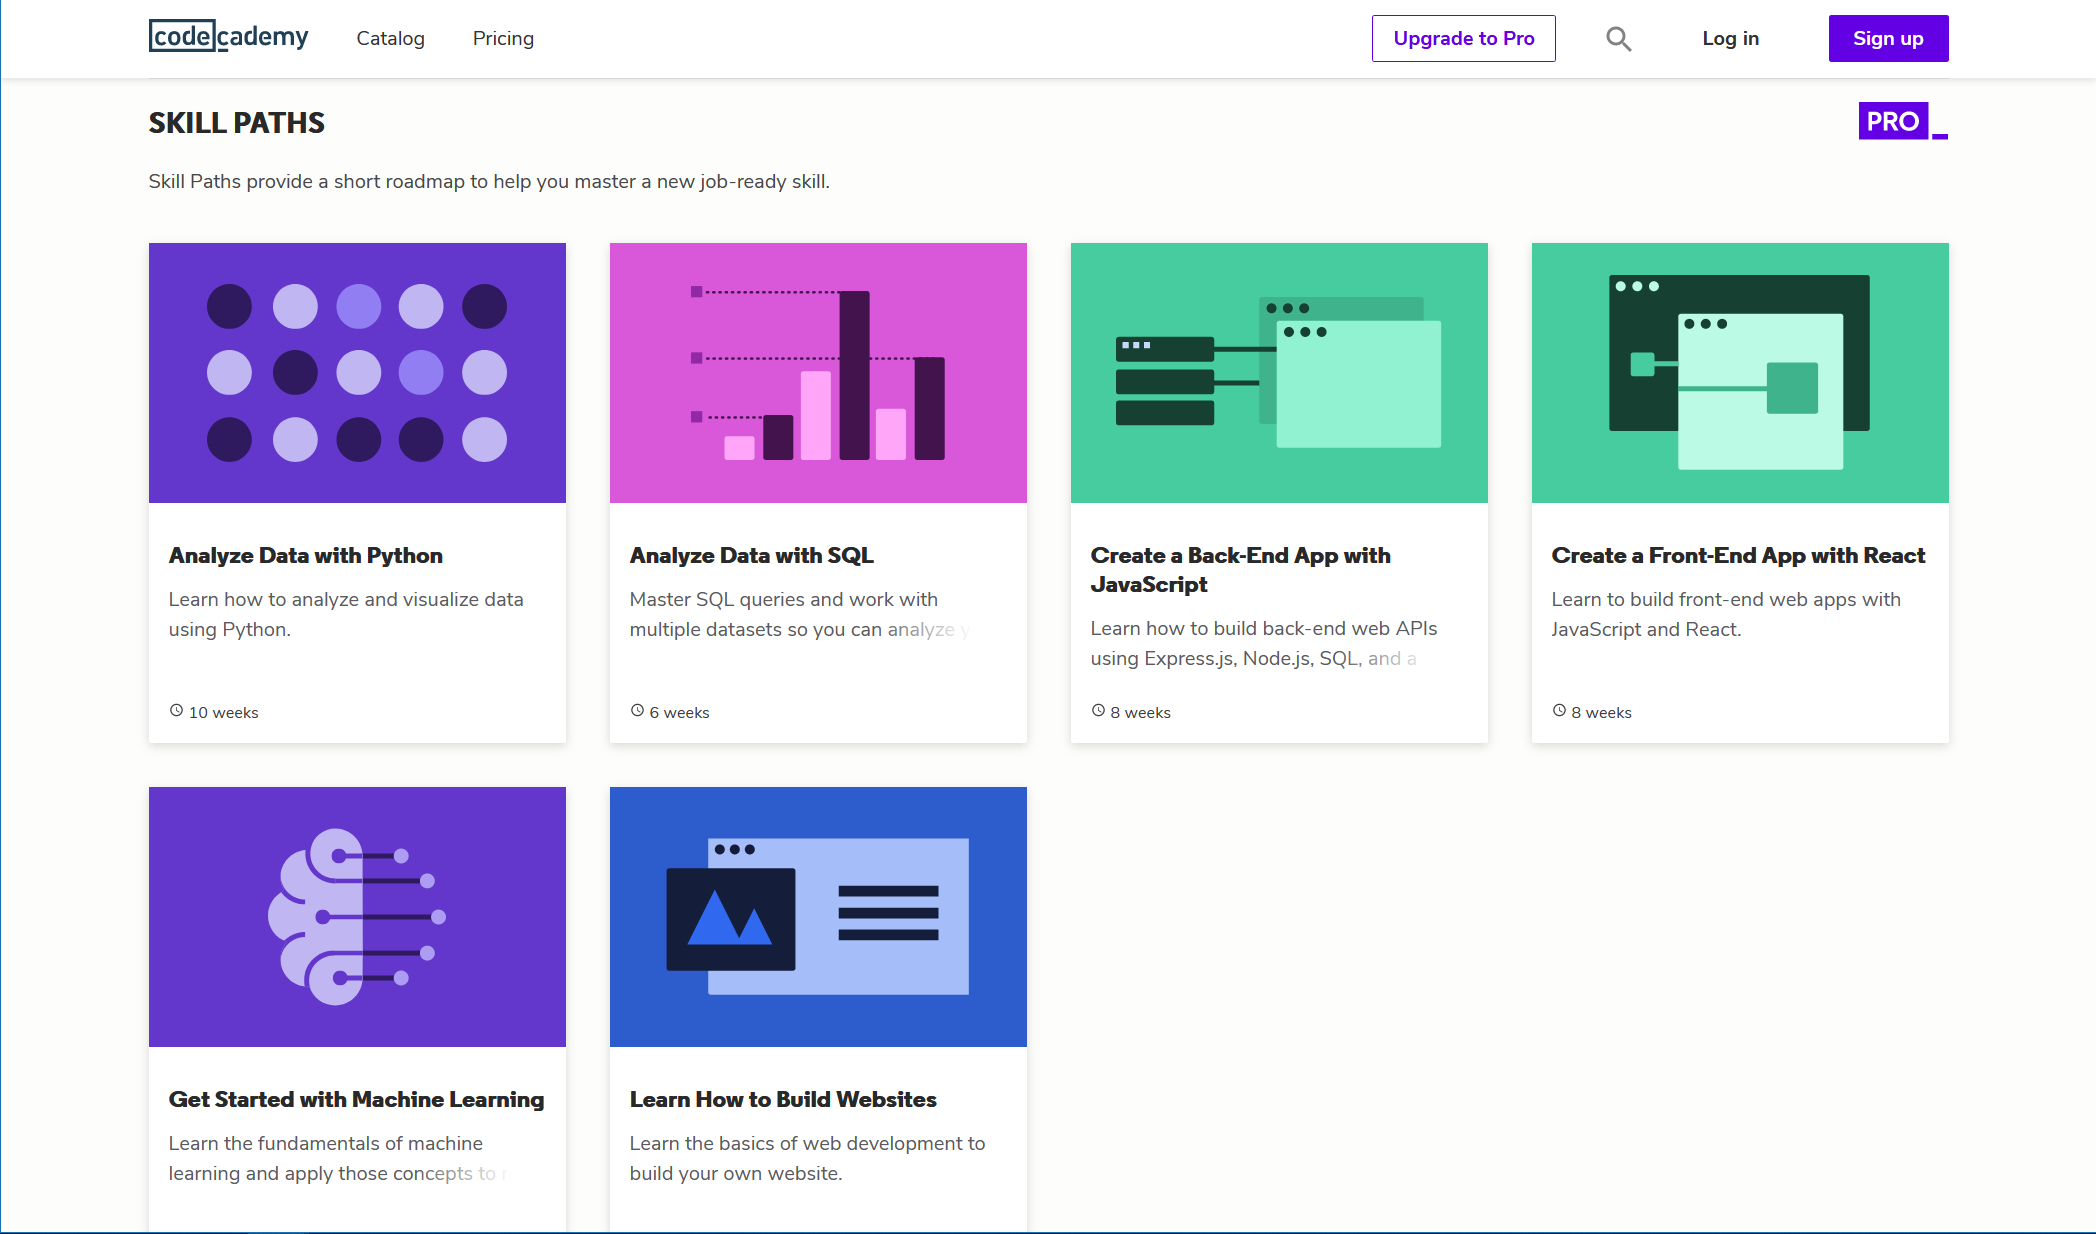 codecademy
Catalog
Pricing
Upgrade to Pro
Log in
Sign up
SKILL PATHS
PRO_
Skill Paths provide a short roadmap to help you master a new job-ready skill.
Analyze Data with Python
Learn how to analyze and visualize data
using Python.
10 weeks
Analyze Data with SQL
Master SQL queries and work with
multiple datasets so you can analyze y
6 weeks
Create a Back-End App with
JavaScript
Learn how to build back-end web APIs
using Express.js, Node.js, SQL, and a
8 weeks
Create a Front-End App with React
Learn to build front-end web apps with
JavaScript and React.
8 weeks
Get Started with Machine Learning
Learn the fundamentals of machine
learning and apply those concepts to
Learn How to Build Websites
Learn the basics of web development to
build your own website.